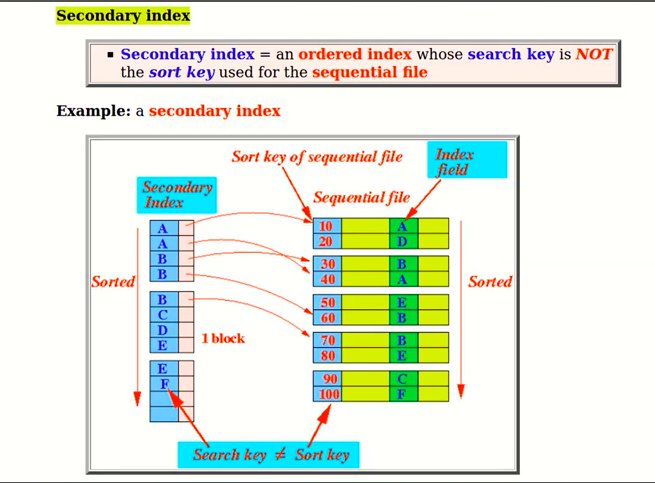 Secondary index
▪ Secondary index = an ordered index whose search key is NOT
the sort key used for the sequential file
Example: a secondary index
Sort key of sequential file
Index
field
Secondary
Index
Sequential file
A
A
B
B
B
C
D
E
E
F
Sorted
1 block
10 A
20 D
30 B
40 A
50 E
60 B
70 B
80 E
90 C
100 F
Sorted
Search key ≠ Sort key